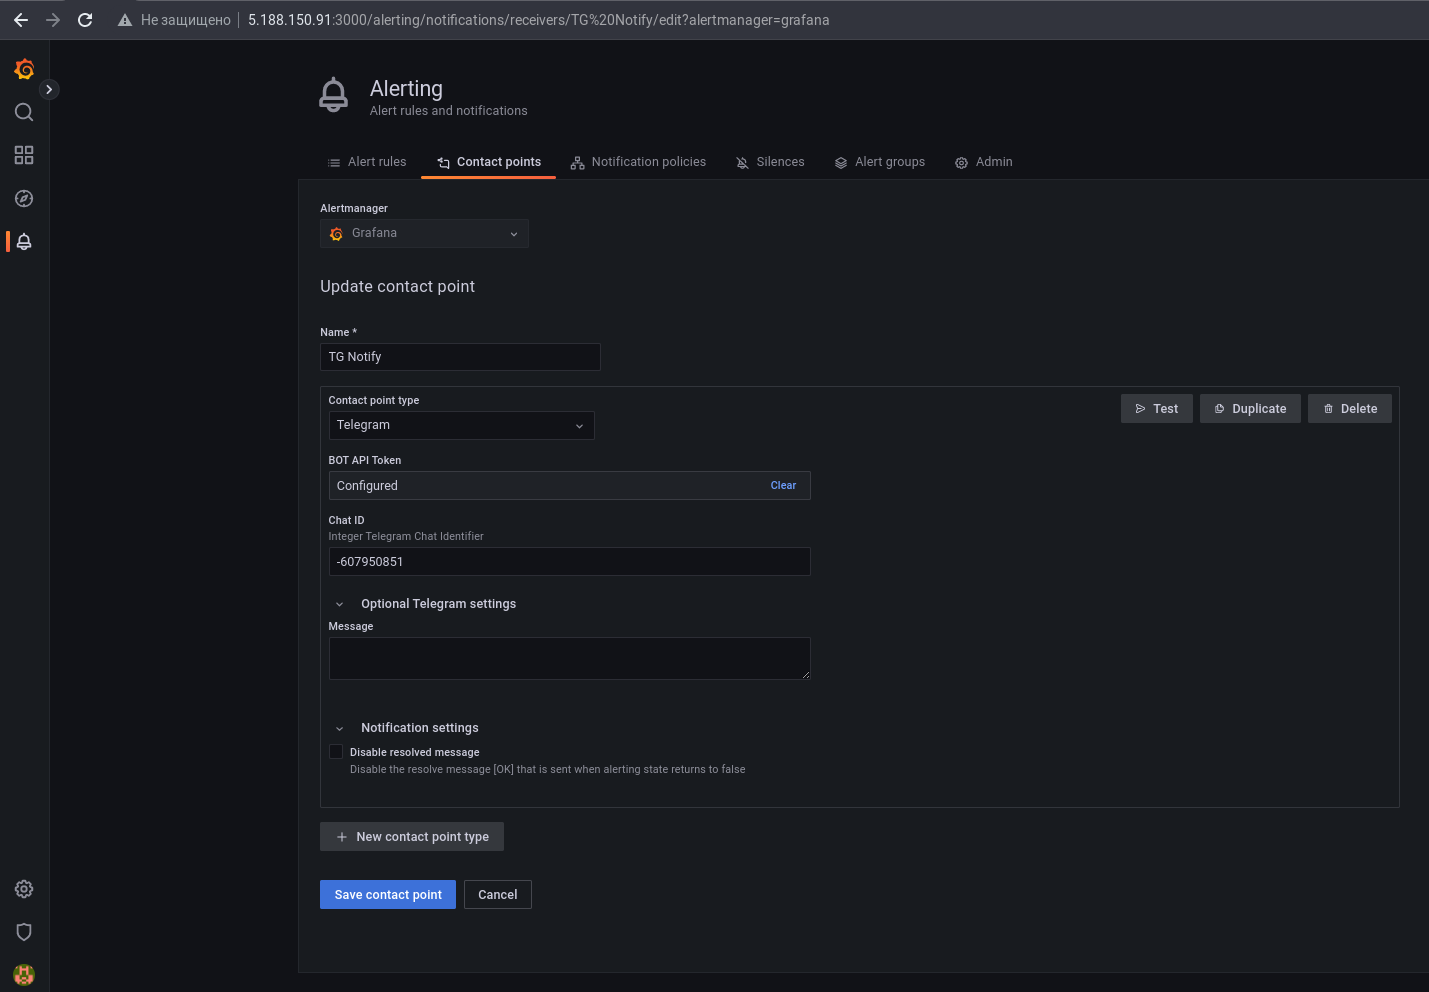 Не защищено 5.188.150.91:3000/alerting/notifications/receivers/TG%20Notify/edit?alertmanager=grafana
Alerting
Alert rules and notifications
Alert rules Contact points Notification policies Silences Alert groups Admin
Alertmanager
Grafana
Update contact point
Name *
TG Notify
Contact point type
Telegram
Test Duplicate Delete
BOT API Token
Configured Clear
Chat ID
Integer Telegram Chat Identifier
-607950851
Optional Telegram settings
Message
Notification settings
Disable resolved message
Disable the resolve message [OK] that is sent when alerting state returns to false
New contact point type
Save contact point Cancel